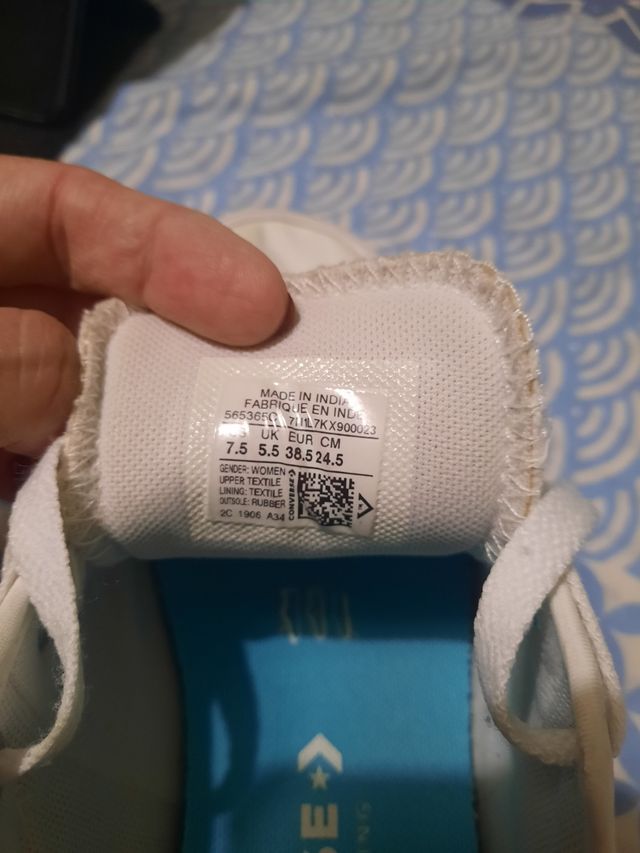 MADE IN INDIA
FABRIQUE EN INDE
565365C
UK EUR CM
7.5 5.5 38.5 24.5
GENDER: WOMEN
UPPER TEXTILE
LINING: TEXTILE
OUTSOLE: RUBBER
2C 1906 A34
CONVERSE